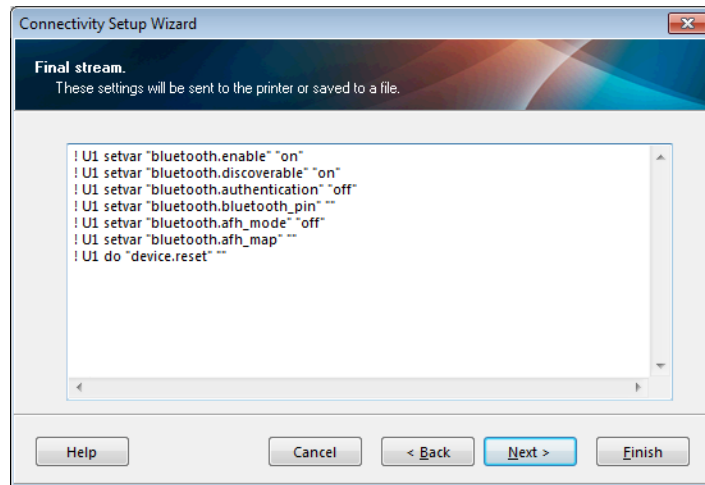 Connectivity Setup Wizard
Final stream.
These settings will be sent to the printer or saved to a file.
! U1 setvar "bluetooth.enable" "on"
! U1 setvar "bluetooth.discoverable" "on"
! U1 setvar "bluetooth.authentication" "off"
! U1 setvar "bluetooth.bluetooth_pin" ""
! U1 setvar "bluetooth.afh_mode" "off"
! U1 setvar "bluetooth.afh_map" ""
! U1 do "device.reset" ""
Help Cancel < Back Next > Finish